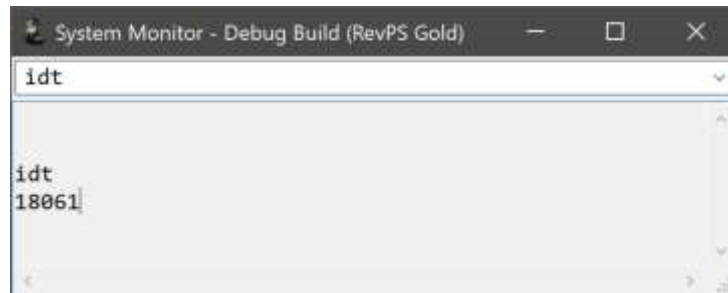 System Monitor - Debug Build (RevPS Gold)
idt
idt
18061